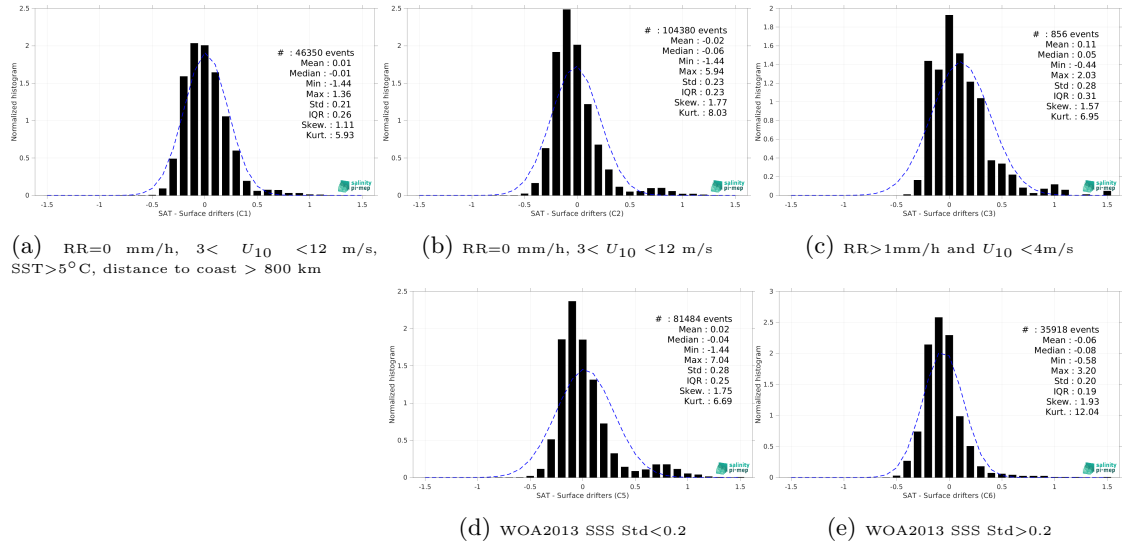 2.5
2
1.5
1
0.5
0
Normalized histogram
# : 46350 events
Mean : 0.01
Median : -0.01
Min : -1.44
Max : 1.36
Std : 0.21
IQR : 0.26
Skew. : 1.11
Kurt. : 5.93
salinity
pi-mep
-1.5 -1 -0.5 0 0.5 1 1.5
SAT - Surface drifters (C1)
(a) RR=0 mm/h, 3< U10 <12 m/s,
SST>5°C, distance to coast > 800 km
2.5
2
1.5
1
0.5
0
Normalized histogram
# : 104380 events
Mean : -0.02
Median : -0.06
Min : -1.44
Max : 5.94
Std : 0.23
IQR : 0.23
Skew. : 1.77
Kurt. : 8.03
salinity
pi-mep
-1.5 -1 -0.5 0 0.5 1 1.5
SAT - Surface drifters (C2)
(b) RR=0 mm/h, 3< U10 <12 m/s
2
1.8
1.6
1.4
1.2
1
0.8
0.6
0.4
0.2
0
Normalized histogram
# : 856 events
Mean : 0.11
Median : 0.05
Min : -0.44
Max : 2.03
Std : 0.28
IQR : 0.31
Skew. : 1.57
Kurt. : 6.95
salinity
pi-mep
-1.5 -1 -0.5 0 0.5 1 1.5
SAT - Surface drifters (C3)
(c) RR>1mm/h and U10 <4m/s
2.5
2
1.5
1
0.5
0
Normalized histogram
# : 81484 events
Mean : 0.02
Median : -0.04
Min : -1.44
Max : 7.04
Std : 0.28
IQR : 0.25
Skew. : 1.75
Kurt. : 6.69
salinity
pi-mep
-1.5 -1 -0.5 0 0.5 1 1.5
SAT - Surface drifters (C5)
(d) WOA2013 SSS Std<0.2
3
2.5
2
1.5
1
0.5
0
Normalized histogram
# : 35918 events
Mean : -0.06
Median : -0.08
Min : -0.58
Max : 3.20
Std : 0.20
IQR : 0.19
Skew. : 1.93
Kurt. : 12.04
salinity
pi-mep
-1.5 -1 -0.5 0 0.5 1 1.5
SAT - Surface drifters (C6)
(e) WOA2013 SSS Std>0.2